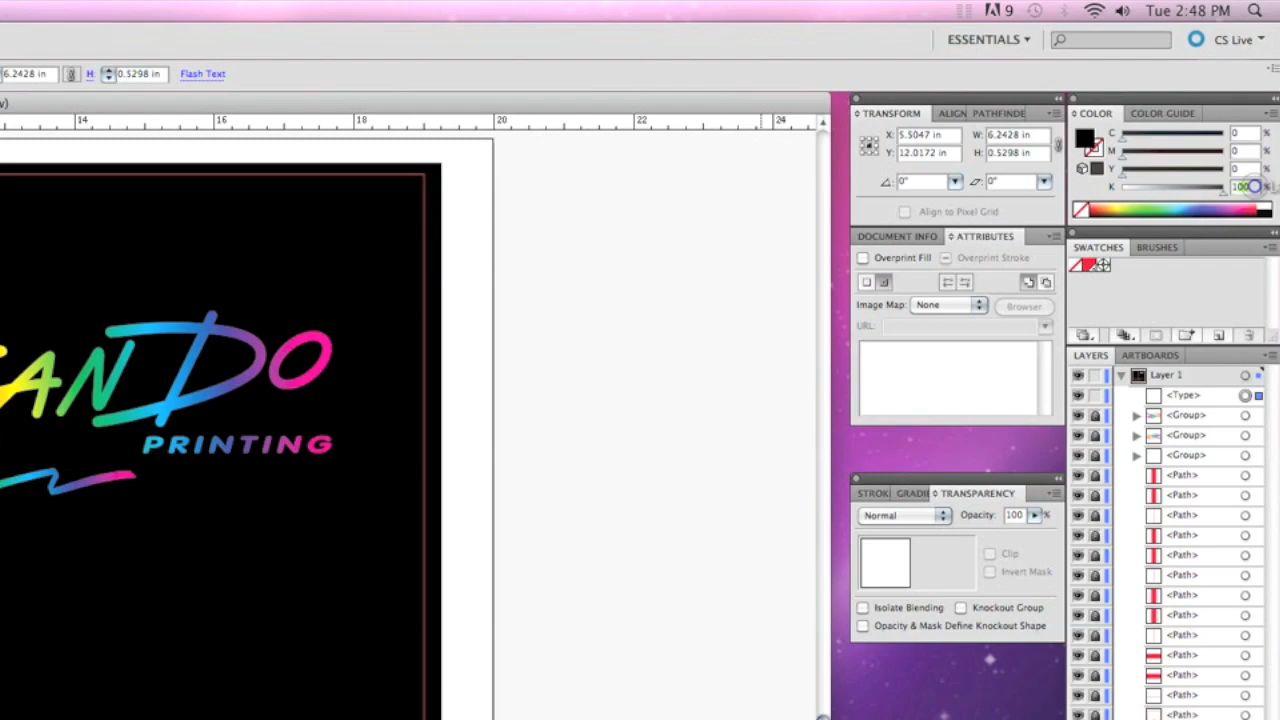 9 Tue 2:48 PM
ESSENTIALS CS Live
6.2428 in H: 0.5298 in Flash Text
14 16 18 20 22 24
TRANSFORM ALIGN PATHFINDE
X: 5.5047 in W: 6.2428 in
Y: 12.0172 in H: 0.5298 in
0° 0°
Align to Pixel Grid
COLOR COLOR GUIDE
C 0 %
M 0 %
Y 0 %
K 100
DOCUMENT INFO ATTRIBUTES
Overprint Fill Overprint Stroke
Image Map: None Browser
URL:
SWATCHES BRUSHES
LAYERS ARTBOARDS
Layer 1
<Type>
<Group>
<Group>
<Group>
<Path>
<Path>
<Path>
<Path>
<Path>
<Path>
<Path>
<Path>
<Path>
<Path>
<Path>
<Path>
<Path>
STROK GRADIE TRANSPARENCY
Normal Opacity: 100 %
Clip
Invert Mask
Isolate Blending Knockout Group
Opacity & Mask Define Knockout Shape
ANDO
PRINTING